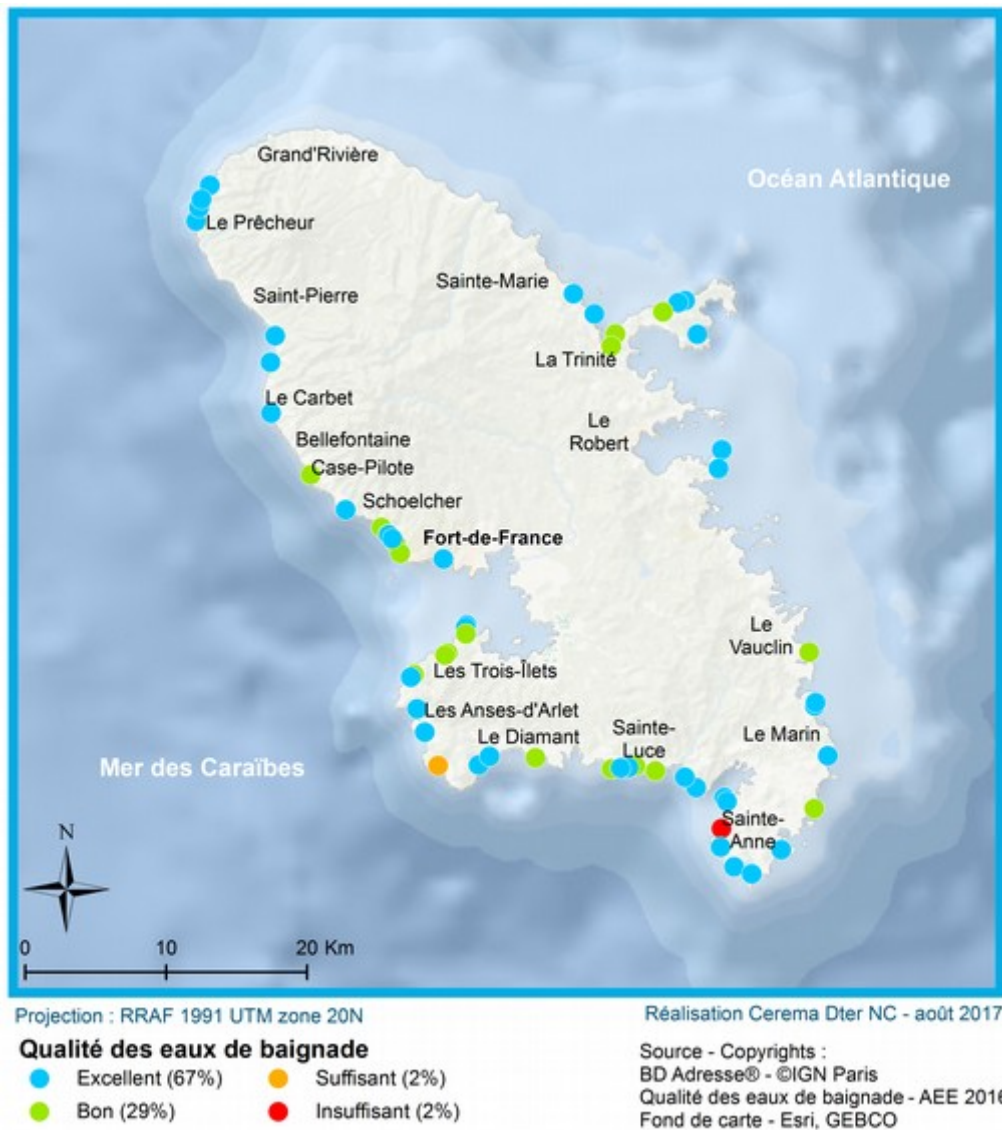 Grand'Rivière
Océan Atlantique
Le Prêcheur
Sainte-Marie
Saint-Pierre
La Trinité
Le Carbet
Le
Robert
Bellefontaine
Case-Pilote
Schoelcher
Fort-de-France
Le
Vauclin
Les Trois-Îlets
Les Anses-d'Arlet
Le Diamant
Sainte-
Luce
Le Marin
Mer des Caraïbes
Sainte-
Anne
N
0 10 20 Km
Projection : RRAF 1991 UTM zone 20N
Réalisation Cerema Dter NC - août 2017
Qualité des eaux de baignade
Excellent (67%)
Suffisant (2%)
Bon (29%)
Insuffisant (2%)
Source - Copyrights :
BD Adresse® - ©IGN Paris
Qualité des eaux de baignade - AEE 2016
Fond de carte - Esri, GEBCO